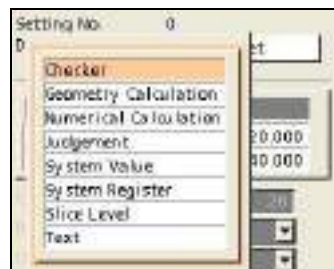 Setting No. 0
D
et
Checker
Geometry Calculation
Numerical Calculation
Judgement
20.000
System Value
40.000
System Register
Slice Level
Text